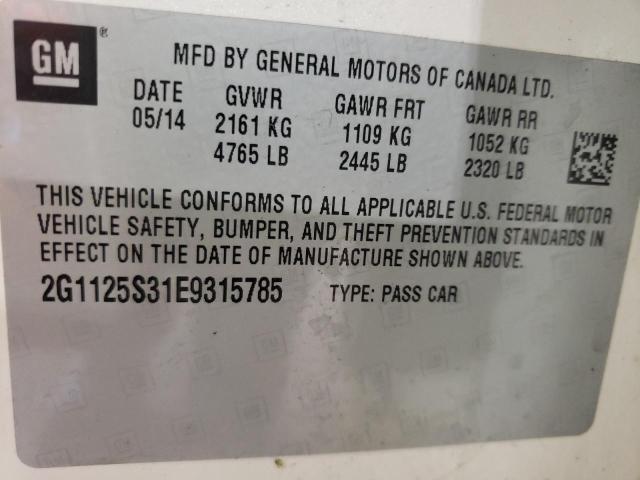 GM® MFD BY GENERAL MOTORS OF CANADA LTD.
DATE GVWR GAWR FRT GAWR RR
05/14 2161 KG 1109 KG 1052 KG
4765 LB 2445 LB 2320 LB
THIS VEHICLE CONFORMS TO ALL APPLICABLE U.S. FEDERAL MOTOR
VEHICLE SAFETY, BUMPER, AND THEFT PREVENTION STANDARDS IN
EFFECT ON THE DATE OF MANUFACTURE SHOWN ABOVE.
2G1125S31E9315785 TYPE: PASS CAR